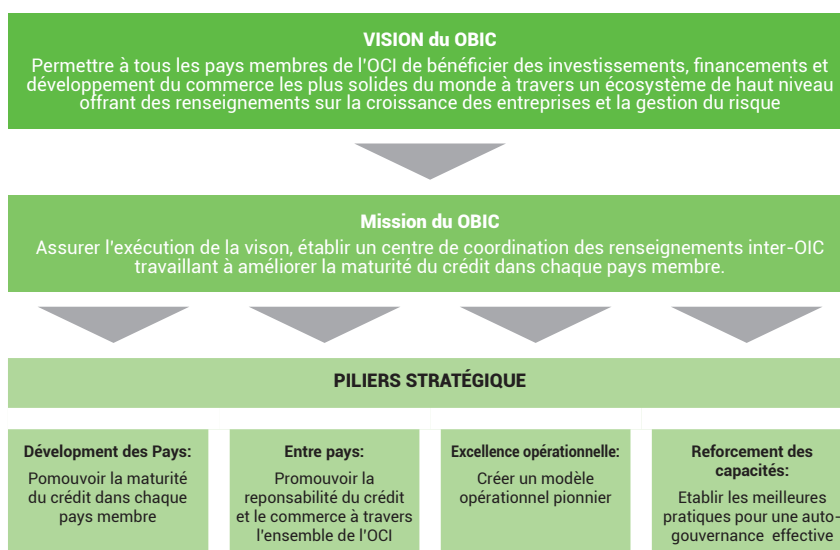 VISION du OBIC
Permettre à tous les pays membres de l'OCI de bénéficier des investissements, financements et
développement du commerce les plus solides du monde à travers un écosystème de haut niveau
offrant des renseignements sur la croissance des entreprises et la gestion du risque
Mission du OBIC
Assurer l'exécution de la vison, établir un centre de coordination des renseignements inter-OIC
travaillant à améliorer la maturité du crédit dans chaque pays membre.
PILIERS STRATÉGIQUE
Dévelopment des Pays:
Pomouvoir la maturité
du crédit dans chaque
pays membre
Entre pays:
Promouvoir la
reponsabilité du crédit
et le commerce à travers
l'ensemble de l'OCI
Excellence opérationnelle:
Créer un modèle
opérationnel pionnier
Reforcement des
capacités:
Etablir les meilleures
pratiques pour une auto-
gouvernance effective